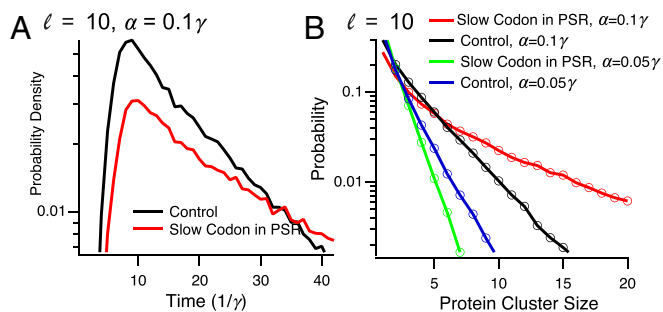 A ℓ = 10, α = 0.1γ
Probability Density
0.01
Control
Slow Codon in PSR
10 20 30 40
Time (1/γ)
B ℓ = 10
Slow Codon in PSR, α=0.1γ
Control, α=0.1γ
Slow Codon in PSR, α=0.05γ
Control, α=0.05γ
Probability
0.1
0.01
5 10 15 20
Protein Cluster Size